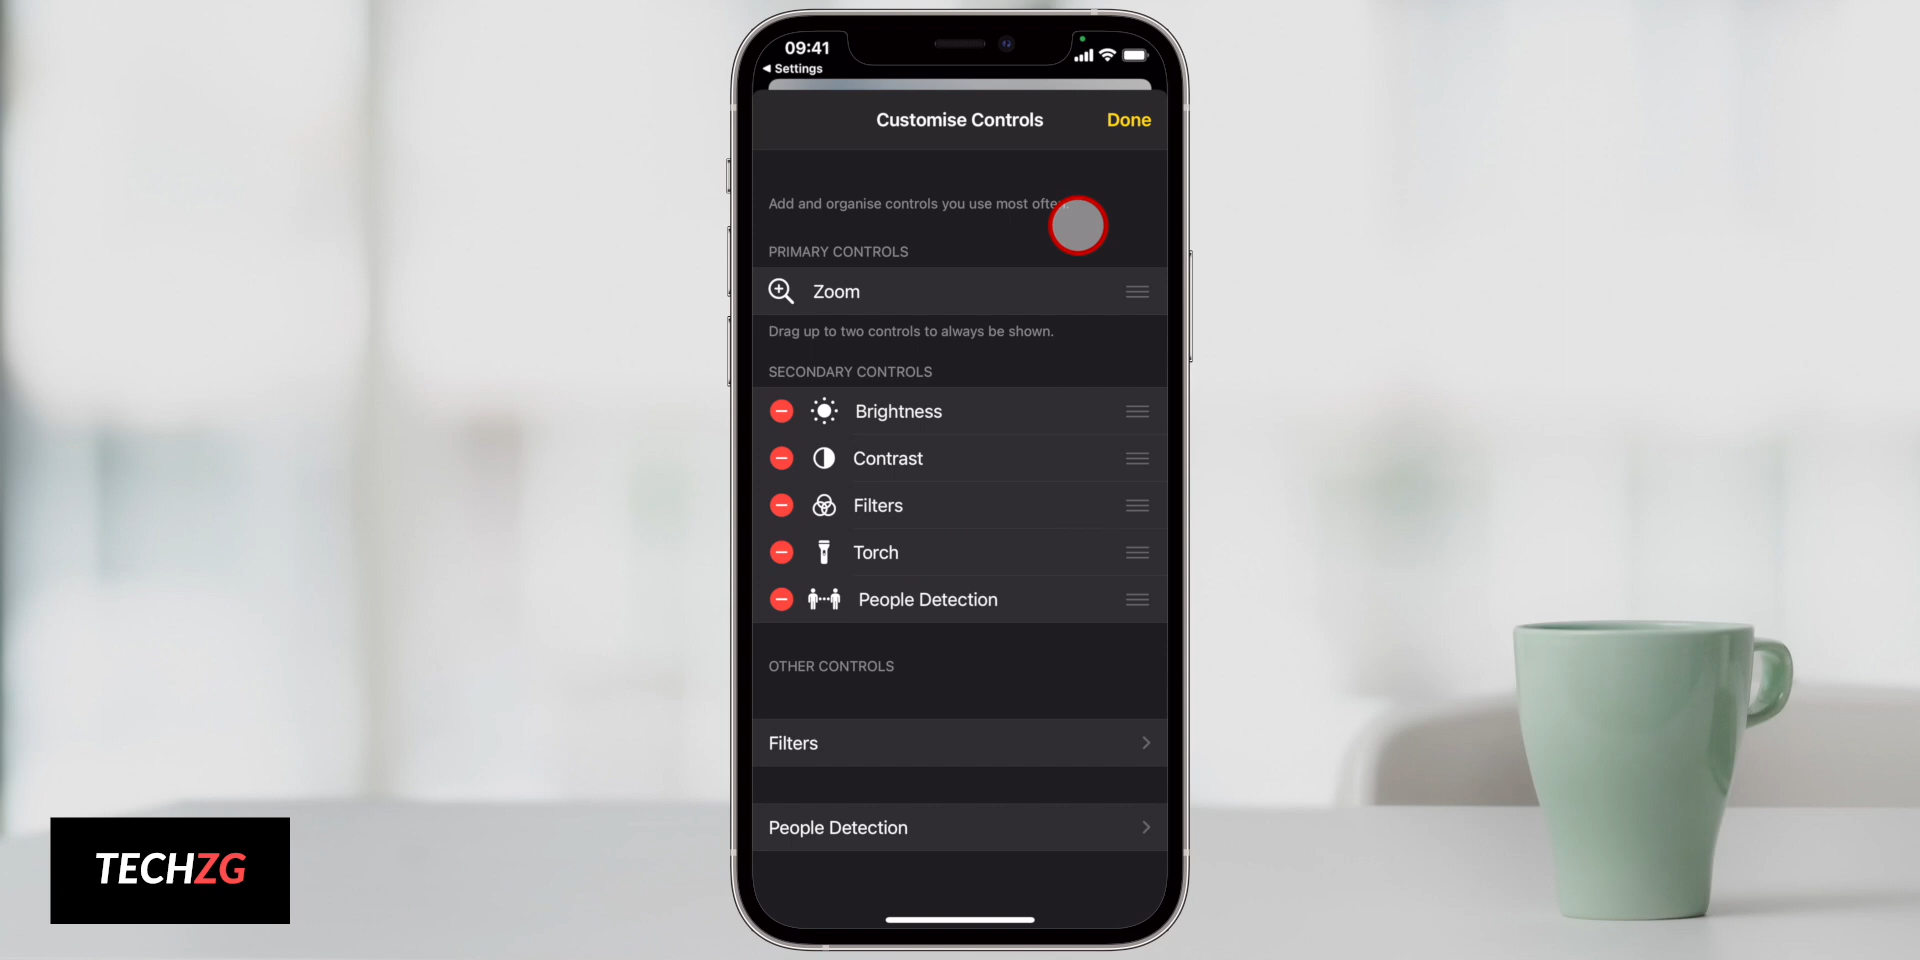 09:41
Settings
Customise Controls
Done
Add and organise controls you use most often.
PRIMARY CONTROLS
Zoom
Drag up to two controls to always be shown.
SECONDARY CONTROLS
Brightness
Contrast
Filters
Torch
People Detection
OTHER CONTROLS
Filters
People Detection
TECHZG